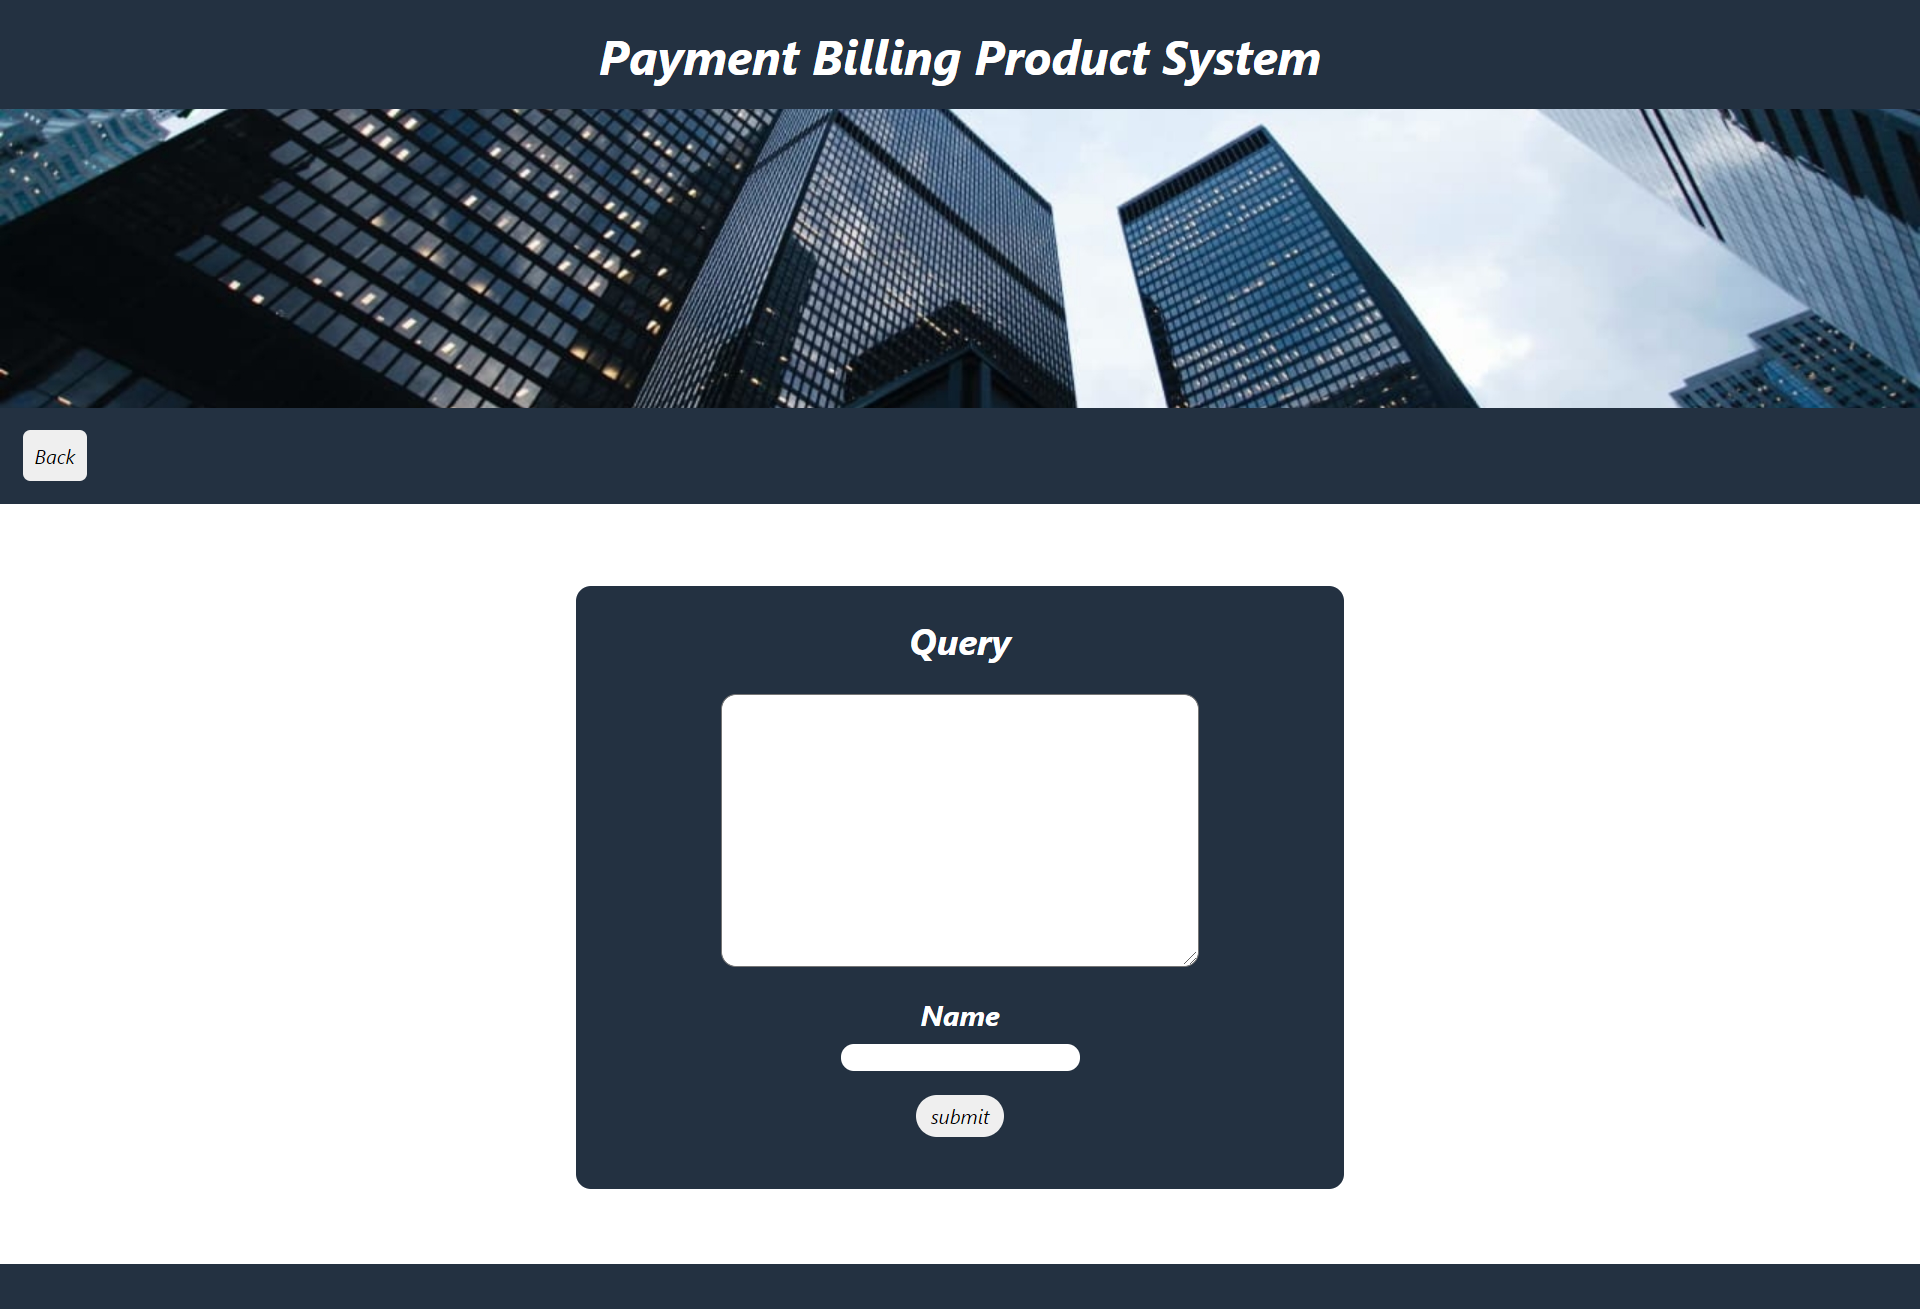 Payment Billing Product System
Back
Query
Name
submit